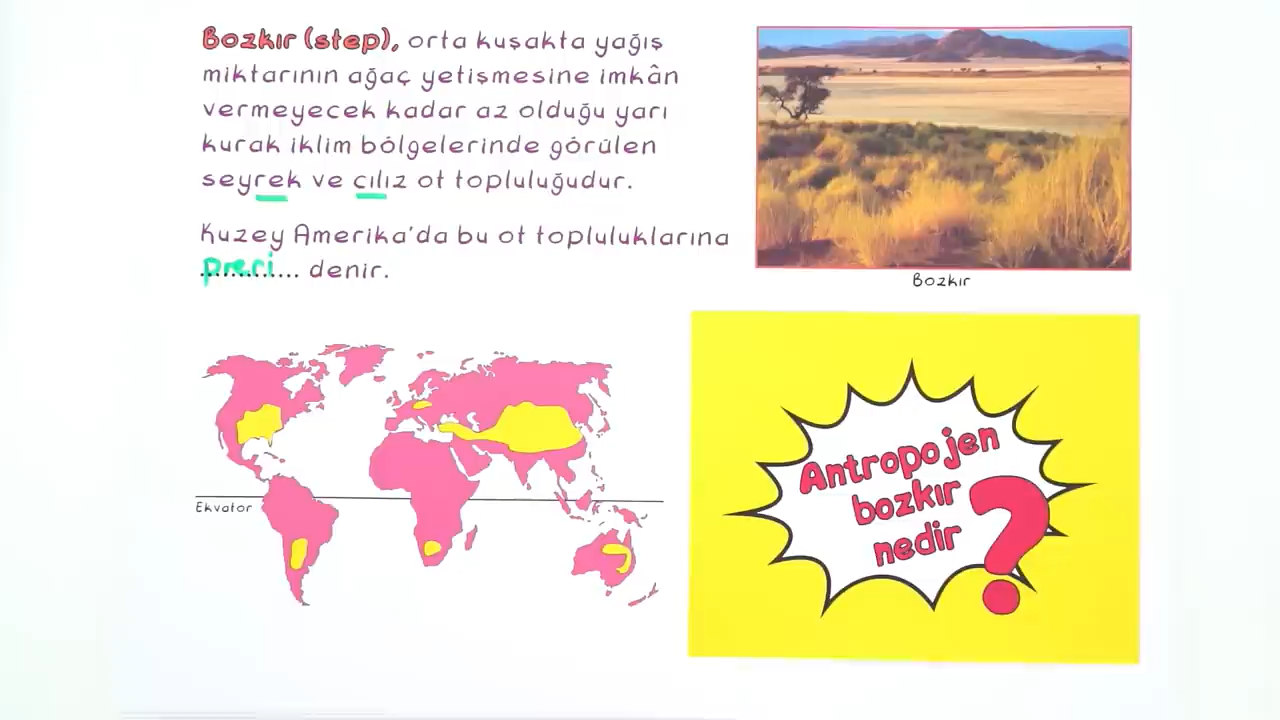 Bozkır (step), orta kuşakta yağış
miktarının ağaç yetişmesine imkân
vermeyecek kadar az olduğu yarı
kurak iklim bölgelerinde görülen
seyrek ve cılız ot topluluğudur.
Kuzey Amerika'da bu ot topluluklarına
preri............. denir.
Bozkır
Ekvator
Antropojen
bozkır
nedir
?